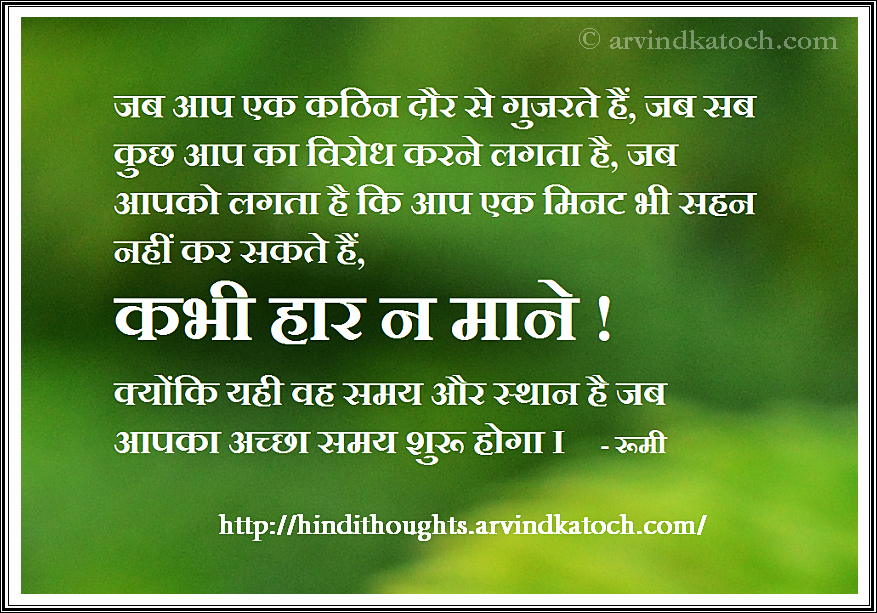 © arvindkatoch.com
जब आप एक कठिन दौर से गुजरते हैं, जब सब
कुछ आप का विरोध करने लगता है, जब
आपको लगता है कि आप एक मिनट भी सहन
नहीं कर सकते हैं,
कभी हार न माने !
क्योंकि यही वह समय और स्थान है जब
आपका अच्छा समय शुरू होगा I - रूमी
http://hindithoughts.arvindkatoch.com/